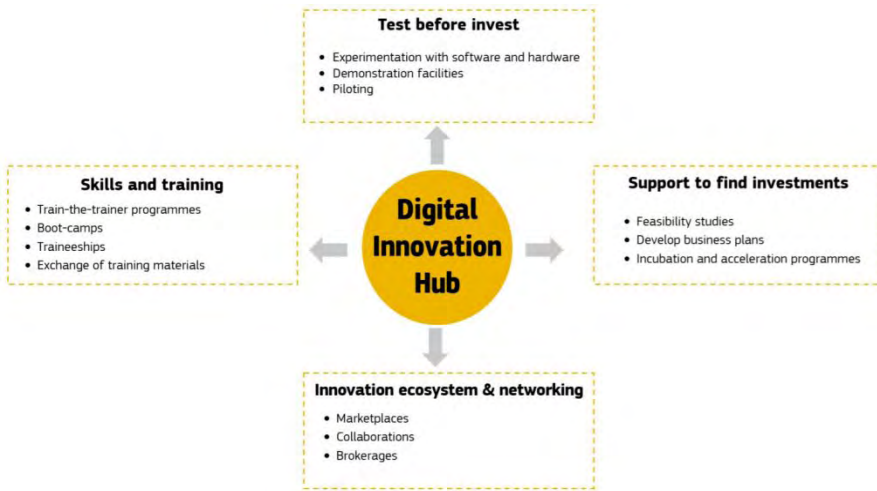 Test before invest
• Experimentation with software and hardware
• Demonstration facilities
• Piloting
Skills and training
• Train-the-trainer programmes
• Boot-camps
• Traineeships
• Exchange of training materials
Digital
Innovation
Hub
Support to find investments
• Feasibility studies
• Develop business plans
• Incubation and acceleration programmes
Innovation ecosystem & networking
• Marketplaces
• Collaborations
• Brokerages